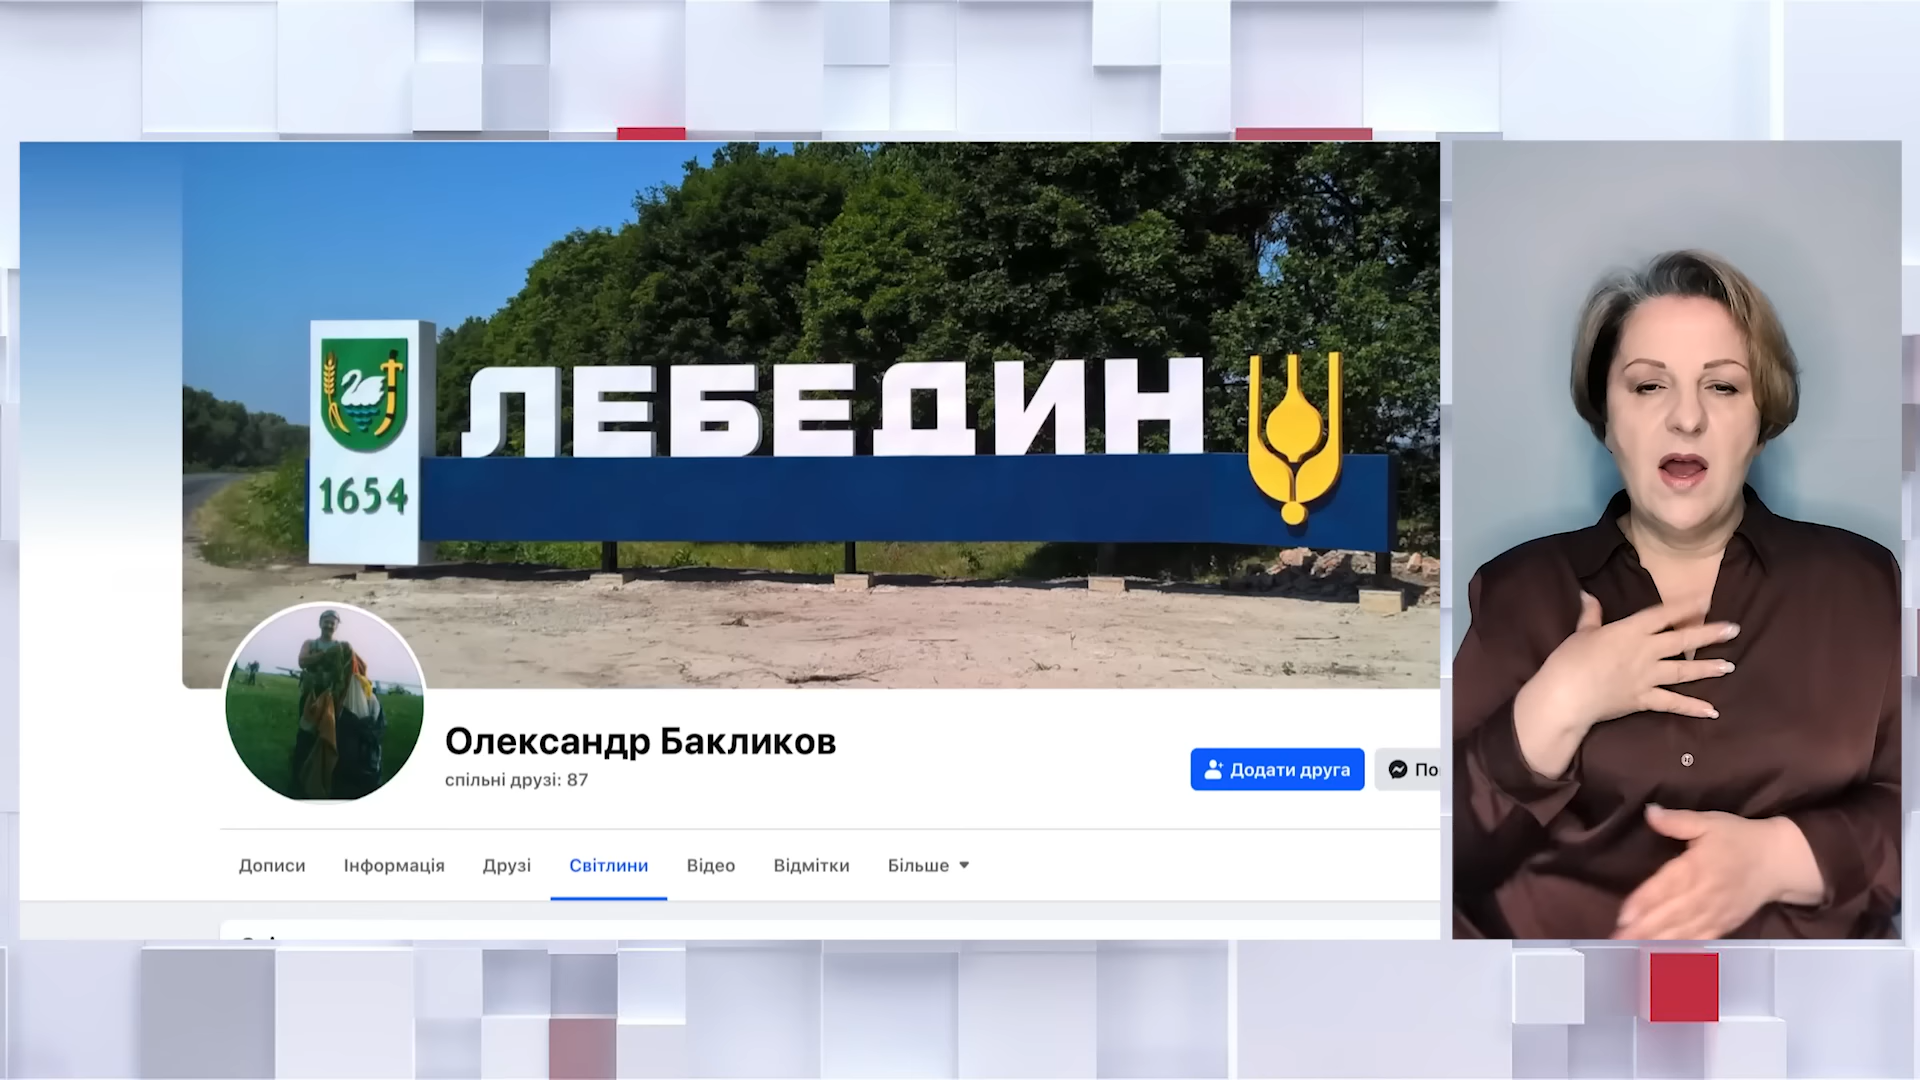 ЛЕБЕДИН
1654
Олександр Бакликов
спільні друзі: 87
Додати друга
По
Дописи
Інформація
Друзі
Світлини
Відео
Відмітки
Більше